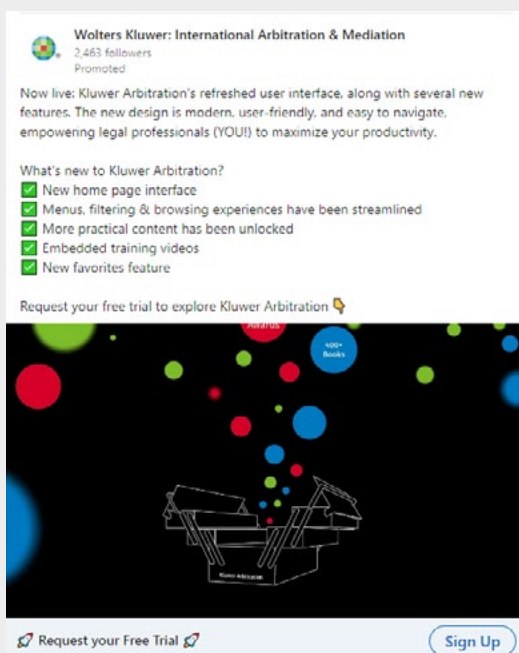 Wolters Kluwer: International Arbitration & Mediation
2,463 followers
Promoted
Now live: Kluwer Arbitration's refreshed user interface, along with several new
features. The new design is modern, user-friendly, and easy to navigate,
empowering legal professionals (YOU!) to maximize your productivity.
What's new to Kluwer Arbitration?
✅ New home page interface
✅ Menus, filtering & browsing experiences have been streamlined
✅ More practical content has been unlocked
✅ Embedded training videos
✅ New favorites feature
Request your free trial to explore Kluwer Arbitration 👇
Awards
400+
Books
Kluwer Arbitration
🚀 Request your Free Trial 🚀
Sign Up